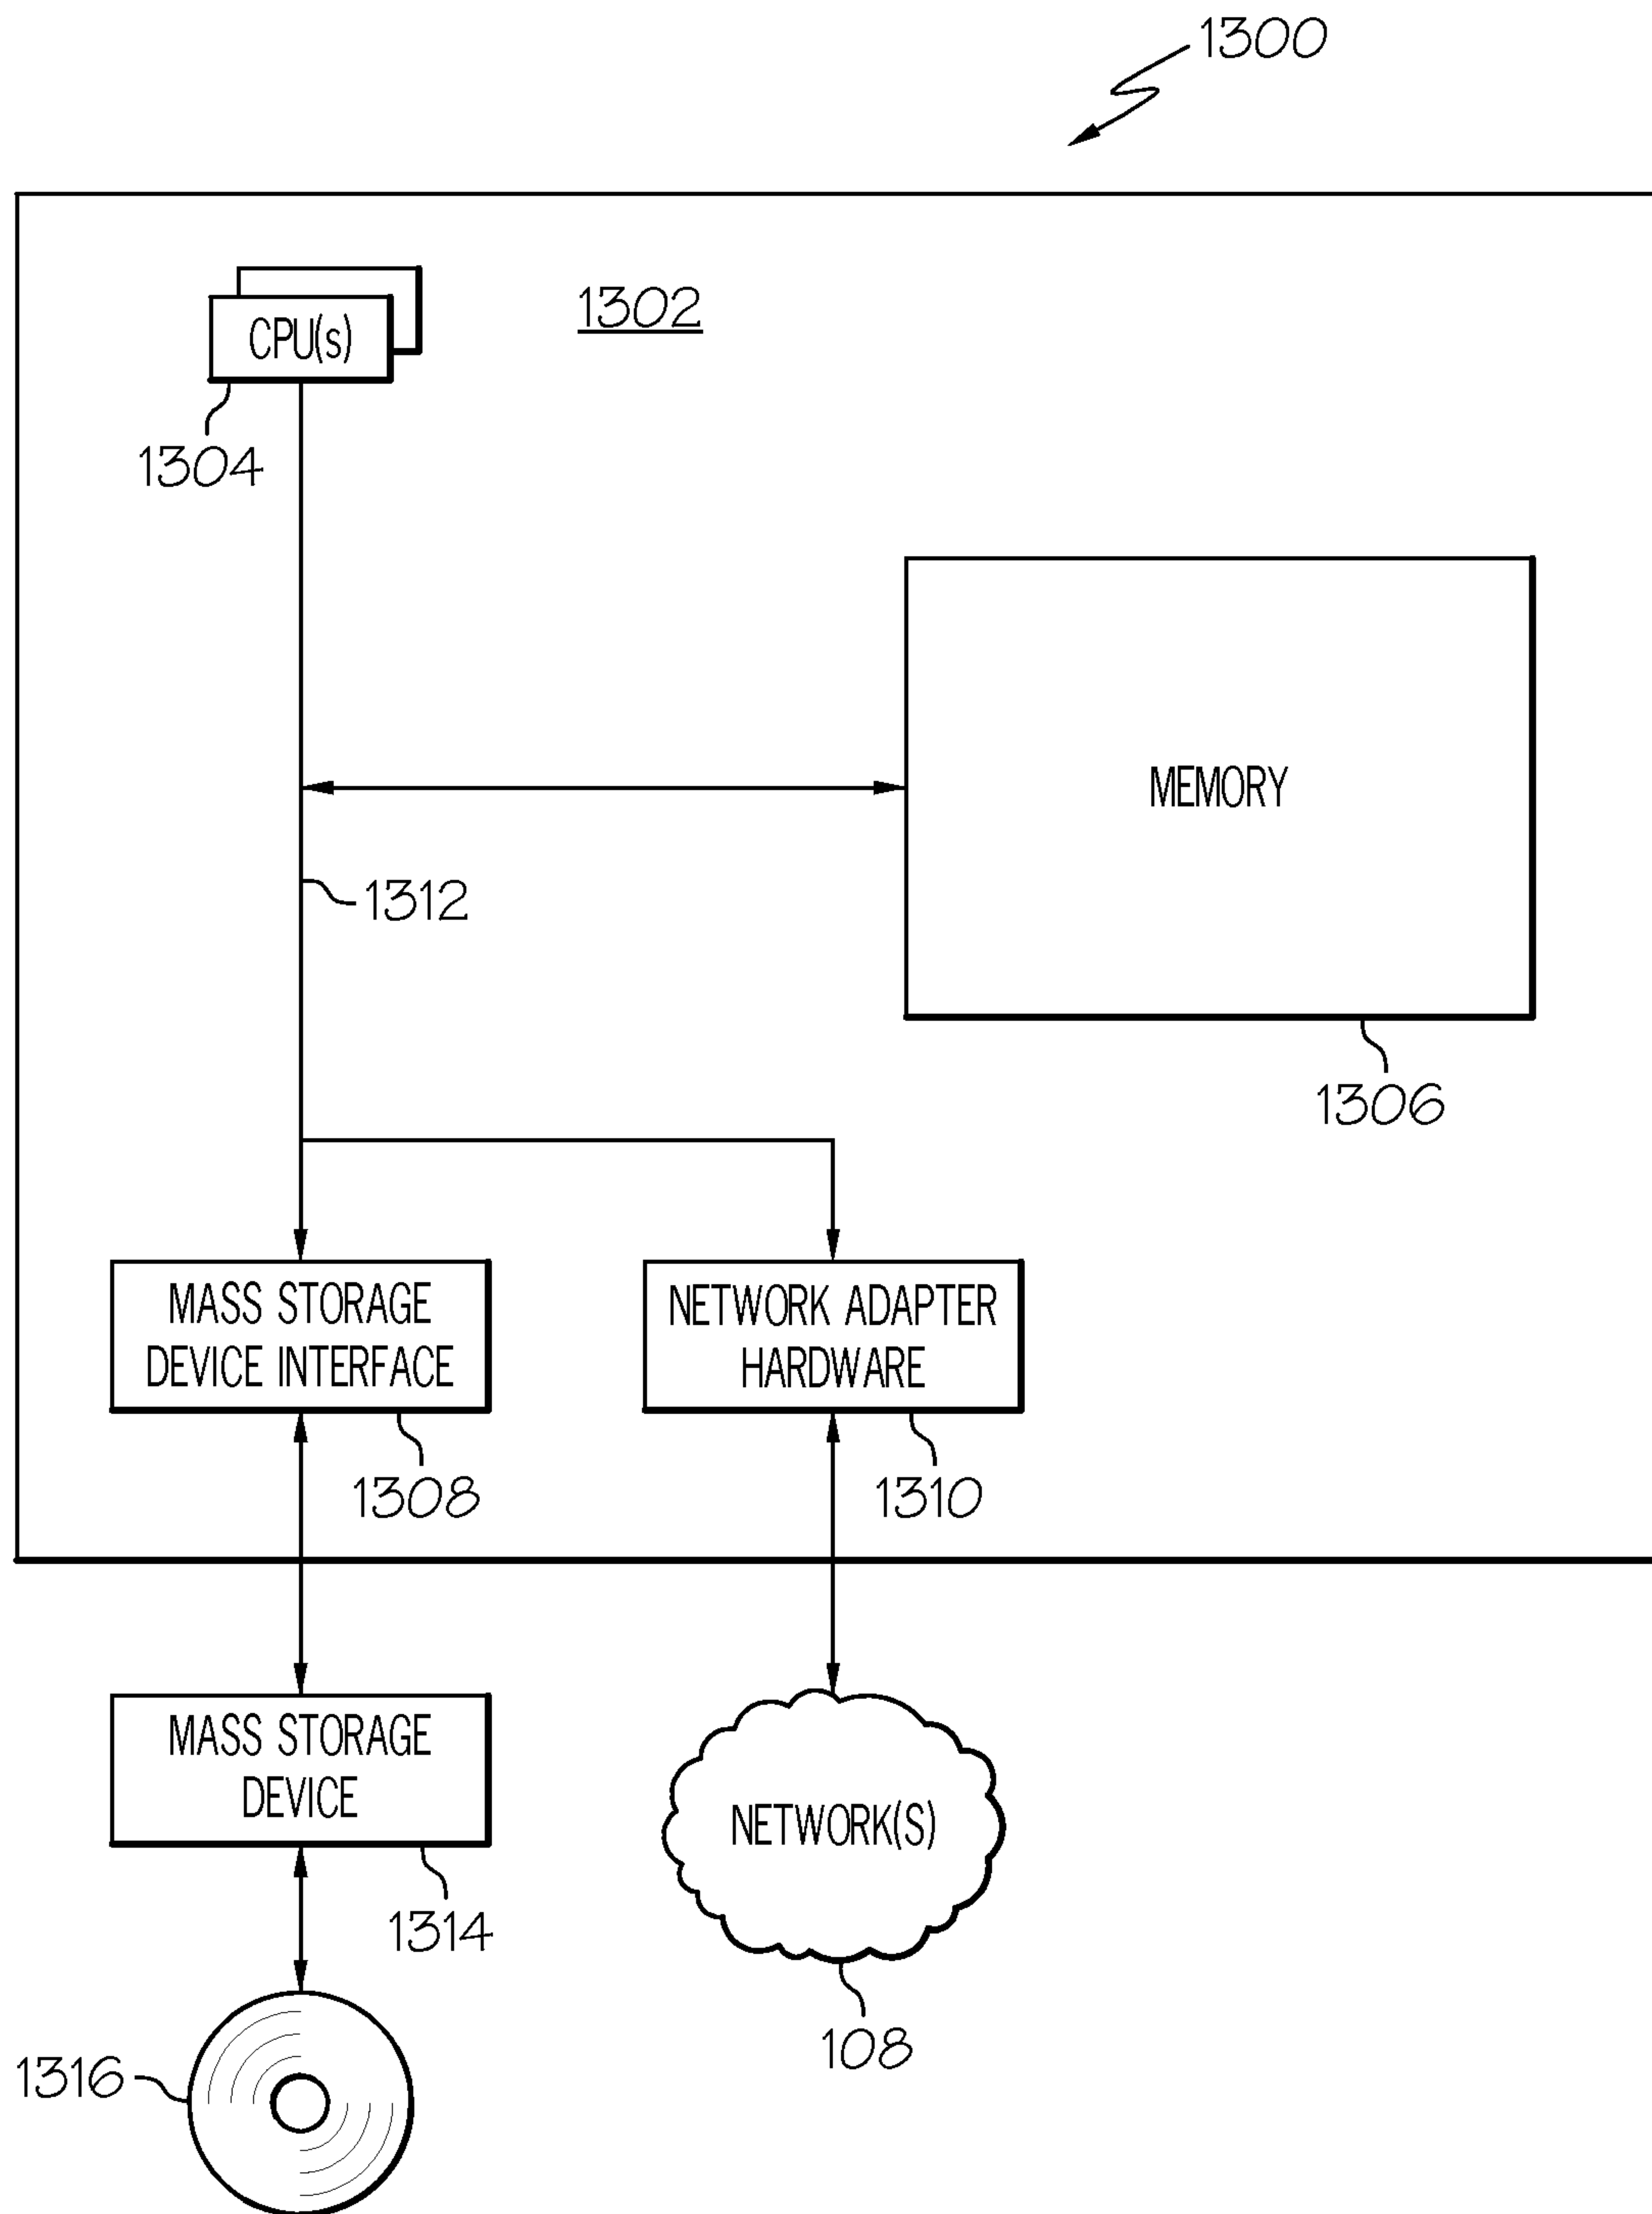 1300
CPU(s)
1302
1304
MEMORY
1312
1306
MASS STORAGE
DEVICE INTERFACE
NETWORK ADAPTER
HARDWARE
1308
1310
MASS STORAGE
DEVICE
NETWORK(S)
1314
108
1316